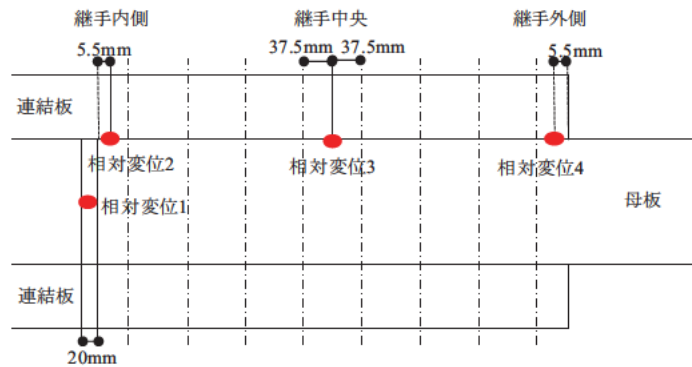 継手内側
継手中央
継手外側
5.5mm
37.5mm
37.5mm
5.5mm
連結板
相対変位2
相対変位3
相対変位4
相対変位1
母板
連結板
20mm